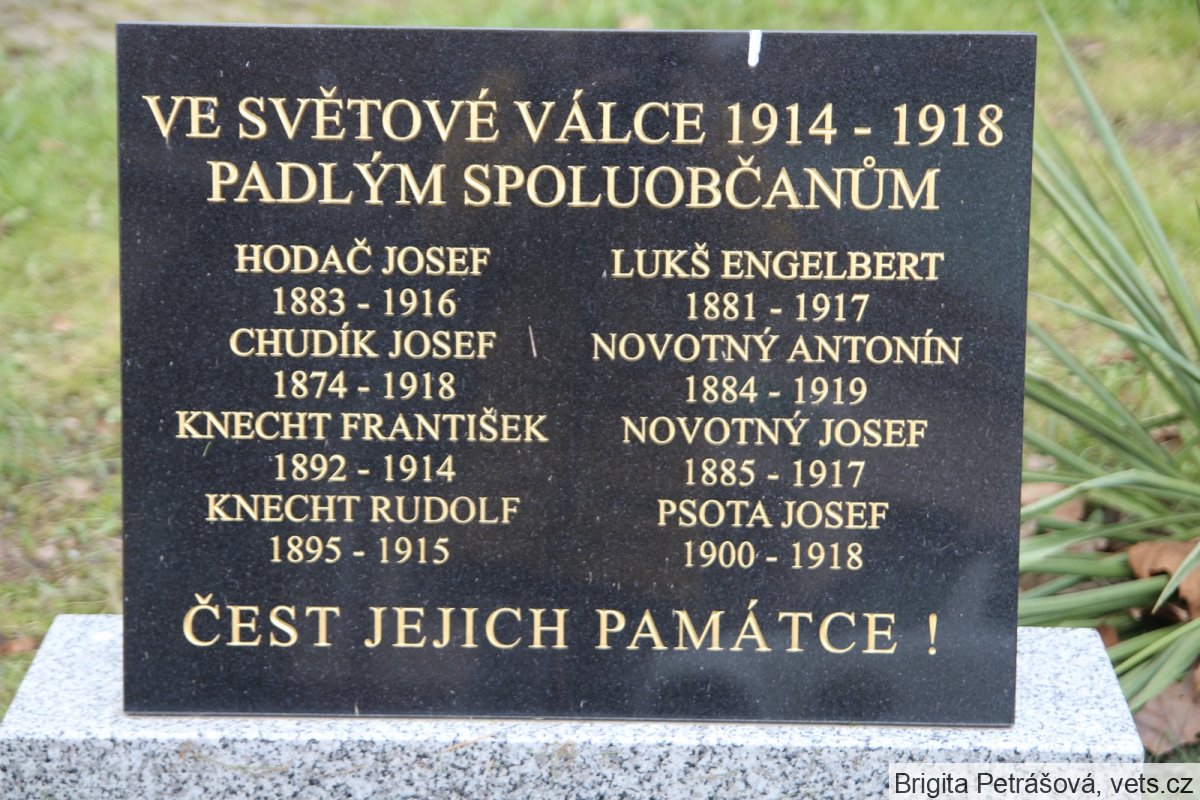 VE SVĚTOVÉ VÁLCE 1914 - 1918
PADLÝM SPOLUOBČANŮM
HODAČ JOSEF
1883 - 1916
CHUDÍK JOSEF
1874 - 1918
KNECHT FRANTIŠEK
1892 - 1914
KNECHT RUDOLF
1895 - 1915
LUKŠ ENGELBERT
1881 - 1917
NOVOTNÝ ANTONÍN
1884 - 1919
NOVOTNÝ JOSEF
1885 - 1917
PSOTA JOSEF
1900 - 1918
ČEST JEJICH PAMÁTCE !
Brigita Petrášová, vets.cz